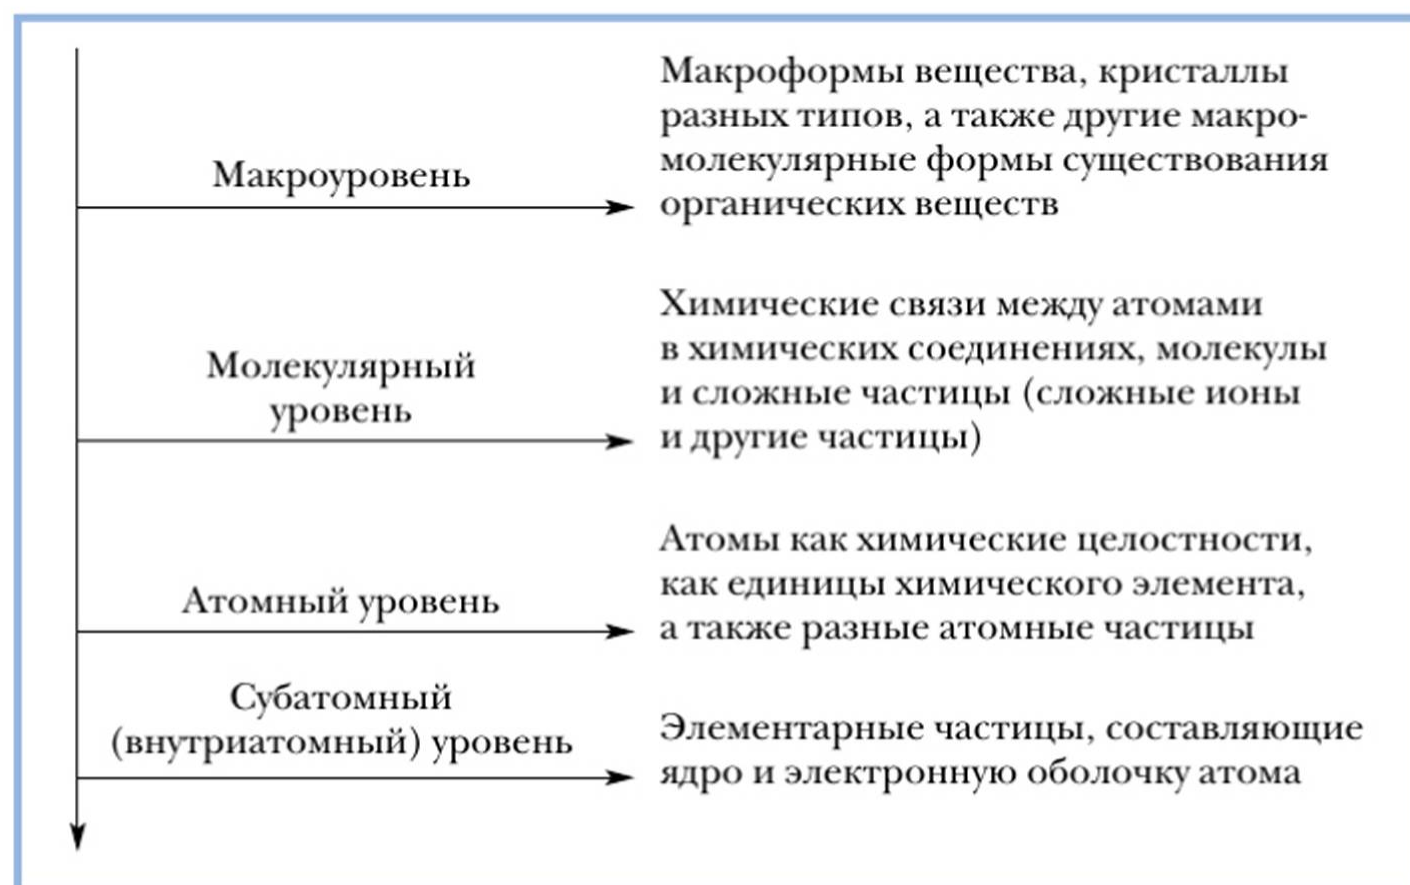 Макроуровень
Макроформы вещества, кристаллы
разных типов, а также другие макро-
молекулярные формы существования
органических веществ
Молекулярный
уровень
Химические связи между атомами
в химических соединениях, молекулы
и сложные частицы (сложные ионы
и другие частицы)
Атомный уровень
Атомы как химические целостности,
как единицы химического элемента,
а также разные атомные частицы
Субатомный
(внутриатомный) уровень
Элементарные частицы, составляющие
ядро и электронную оболочку атома